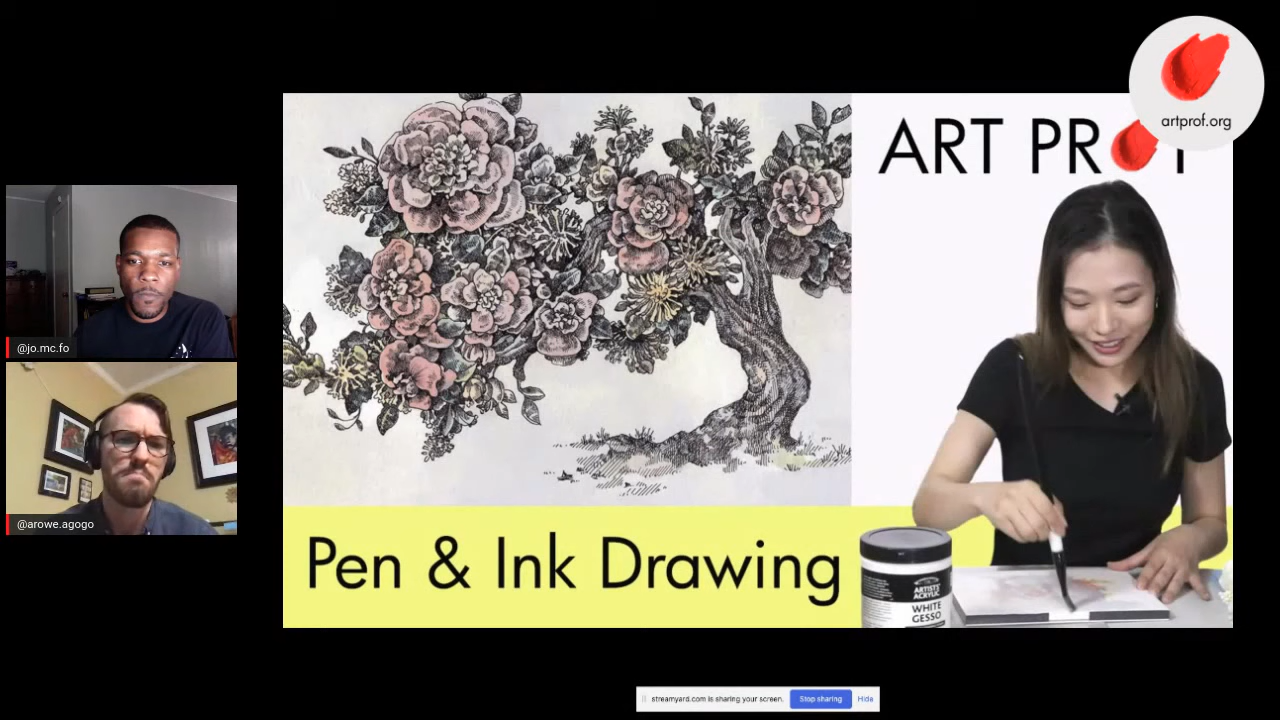 artprof.org
ART PR
@jo.mc.fo
@arowe.agogo
Pen & Ink Drawing
ARTISTS'
ACRYLIC
WHITE
GESSO
streamyard.com is sharing your screen.
Stop sharing
Hide